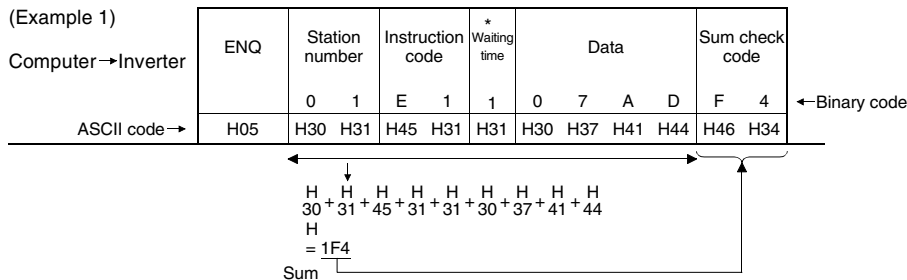 (Example 1)
Computer→Inverter
ENQ
Station
number
Instruction
code
*
Waiting
time
Data
Sum check
code
0 1 E 1 1 0 7 A D F 4
←Binary code
ASCII code→
H05 H30 H31 H45 H31 H31 H30 H37 H41 H44 H46 H34
H H H H H H H H H
30+31+45+31+31+30+37+41+44
H
= 1F4
Sum